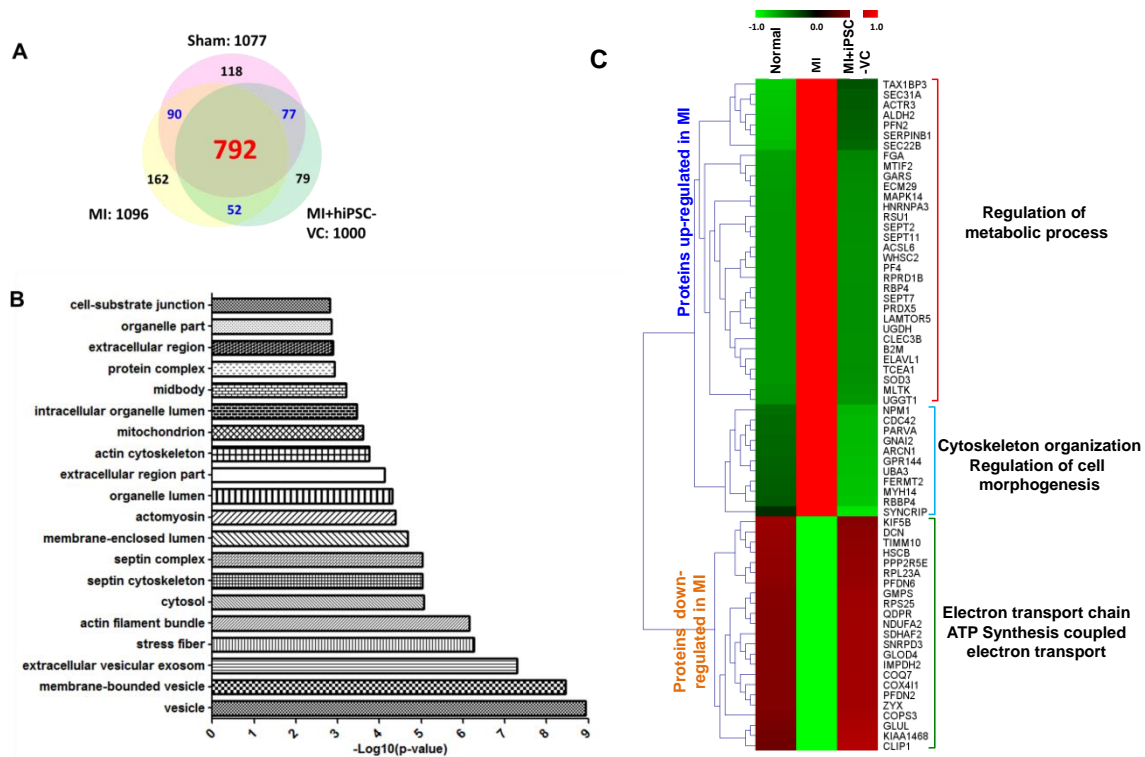 A
Sham: 1077
118
90
77
792
162
79
52
MI: 1096
MI+hiPSC-
VC: 1000
B
cell-substrate junction
organelle part
extracellular region
protein complex
midbody
intracellular organelle lumen
mitochondrion
actin cytoskeleton
extracellular region part
organelle lumen
actomyosin
membrane-enclosed lumen
septin complex
septin cytoskeleton
cytosol
actin filament bundle
stress fiber
extracellular vesicular exosom
membrane-bounded vesicle
vesicle
0 1 2 3 4 5 6 7 8 9
-Log10(p-value)
C
-1.0 0.0 1.0
Normal
MI
MI+iPSC
-VC
Proteins up-regulated in MI
TAX1BP3
SEC31A
ACTR3
ALDH2
PFN2
SERPINB1
SEC22B
FGA
MTIF2
GARS
ECM29
MAPK14
HNRNPA3
RSU1
SEPT2
SEPT11
ACSL6
WHSC2
PF4
RPRD1B
RBP4
SEPT7
PRDX5
LAMTOR5
UGDH
CLEC3B
B2M
ELAVL1
TCEA1
SOD3
MLTK
UGGT1
Regulation of
metabolic process
NPM1
CDC42
PARVA
GNAI2
ARCN1
GPR144
UBA3
FERMT2
MYH14
RBBP4
SYNCRIP
Cytoskeleton organization
Regulation of cell
morphogenesis
Proteins down-
regulated in MI
KIF5B
DCN
TIMM10
HSCB
PPP2R5E
RPL23A
PFDN6
GMPS
RPS25
QDPR
NDUFA2
SDHAF2
SNRPD3
GLOD4
IMPDH2
COQ7
COX4I1
PFDN2
ZYX
COPS3
GLUL
KIAA1468
CLIP1
Electron transport chain
ATP Synthesis coupled
electron transport